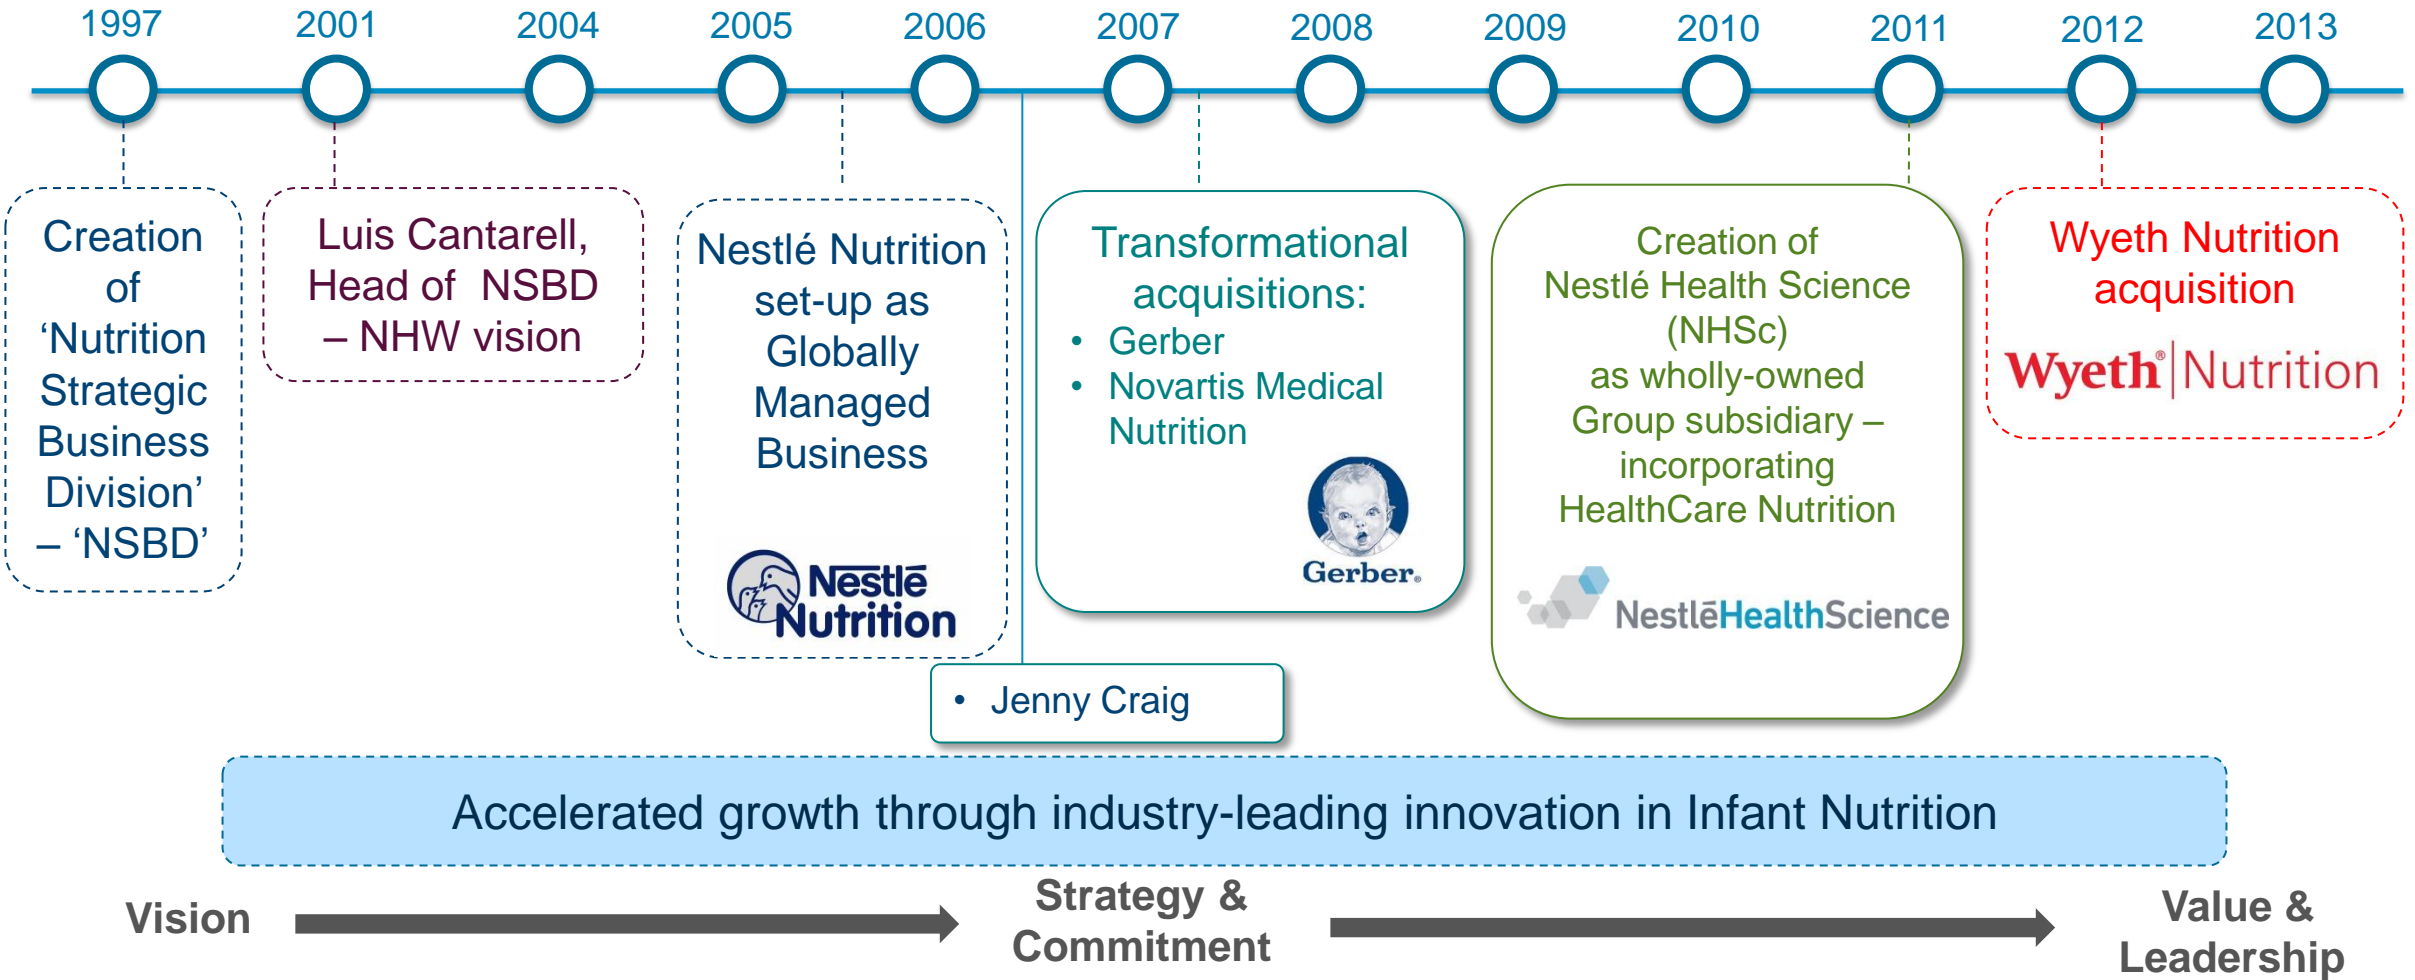 1997
2001
2004
2005
2006
2007
2008
2009
2010
2011
2012
2013
Creation
of
‘Nutrition
Strategic
Business
Division’
– ‘NSBD’
Luis Cantarell,
Head of NSBD
– NHW vision
Nestlé Nutrition
set-up as
Globally
Managed
Business
Nestlé
Nutrition
• Jenny Craig
Transformational
acquisitions:
• Gerber
• Novartis Medical
Nutrition
Gerber®
Creation of
Nestlé Health Science
(NHSc)
as wholly-owned
Group subsidiary –
incorporating
HealthCare Nutrition
NestléHealthScience
Wyeth Nutrition
acquisition
Wyeth® | Nutrition
Accelerated growth through industry-leading innovation in Infant Nutrition
Vision
Strategy &
Commitment
Value &
Leadership